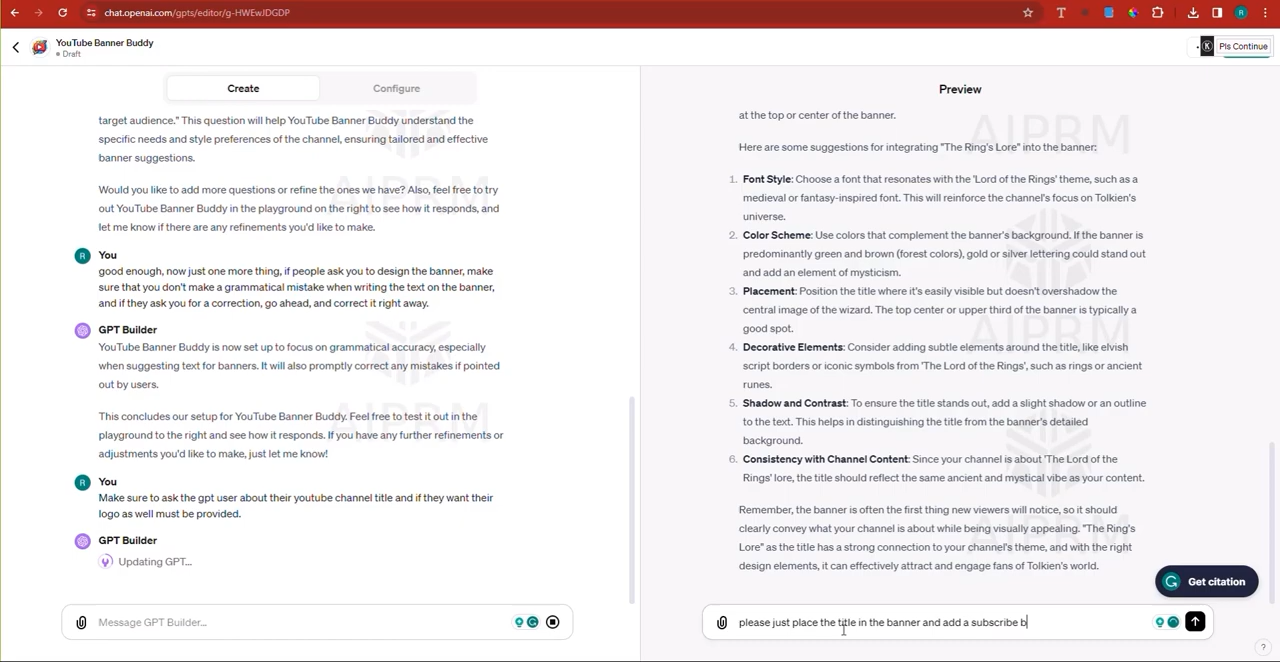 chat.openai.com/gpts/editor/g-HWEwJDGDP
YouTube Banner Buddy
Draft
Pls Continue
Create
Configure
target audience." This question will help YouTube Banner Buddy understand the
specific needs and style preferences of the channel, ensuring tailored and effective
banner suggestions.
Would you like to add more questions or refine the ones we have? Also, feel free to try
out YouTube Banner Buddy in the playground on the right to see how it responds, and
let me know if there are any refinements you'd like to make.
You
good enough, now just one more thing, if people ask you to design the banner, make
sure that you don't make a grammatical mistake when writing the text on the banner,
and if they ask you for a correction, go ahead, and correct it right away.
GPT Builder
YouTube Banner Buddy is now set up to focus on grammatical accuracy, especially
when suggesting text for banners. It will also promptly correct any mistakes if pointed
out by users.
This concludes our setup for YouTube Banner Buddy. Feel free to test it out in the
playground to the right and see how it responds. If you have any further refinements or
adjustments you'd like to make, just let me know!
You
Make sure to ask the gpt user about their youtube channel title and if they want their
logo as well must be provided.
GPT Builder
Updating GPT...
Message GPT Builder...
Preview
at the top or center of the banner.
Here are some suggestions for integrating "The Ring's Lore" into the banner:
1. Font Style: Choose a font that resonates with the 'Lord of the Rings' theme, such as a
medieval or fantasy-inspired font. This will reinforce the channel's focus on Tolkien's
universe.
2. Color Scheme: Use colors that complement the banner's background. If the banner is
predominantly green and brown (forest colors), gold or silver lettering could stand out
and add an element of mysticism.
3. Placement: Position the title where it's easily visible but doesn't overshadow the
central image of the wizard. The top center or upper third of the banner is typically a
good spot.
4. Decorative Elements: Consider adding subtle elements around the title, like elvish
script borders or iconic symbols from 'The Lord of the Rings', such as rings or ancient
runes.
5. Shadow and Contrast: To ensure the title stands out, add a slight shadow or an outline
to the text. This helps in distinguishing the title from the banner's detailed
background.
6. Consistency with Channel Content: Since your channel is about 'The Lord of the
Rings' lore, the title should reflect the same ancient and mystical vibe as your content.
Remember, the banner is often the first thing new viewers will notice, so it should
clearly convey what your channel is about while being visually appealing. "The Ring's
Lore" as the title has a strong connection to your channel's theme, and with the right
design elements, it can effectively attract and engage fans of Tolkien's world.
Get citation
please just place the title in the banner and add a subscribe b
?
AIPRM
AIPRM
AIPRM
AIPRM
AIPRM